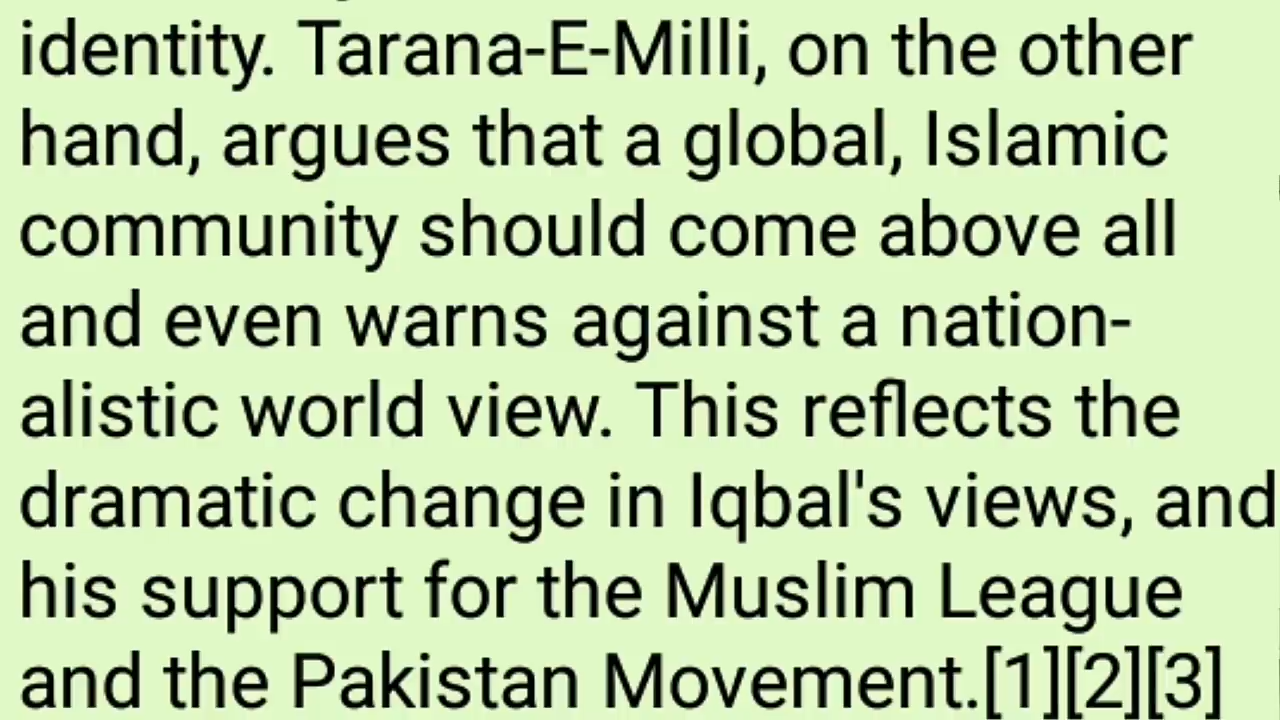 identity. Tarana-E-Milli, on the other
hand, argues that a global, Islamic
community should come above all
and even warns against a nation-
alistic world view. This reflects the
dramatic change in Iqbal's views, and
his support for the Muslim League
and the Pakistan Movement.[1][2][3]